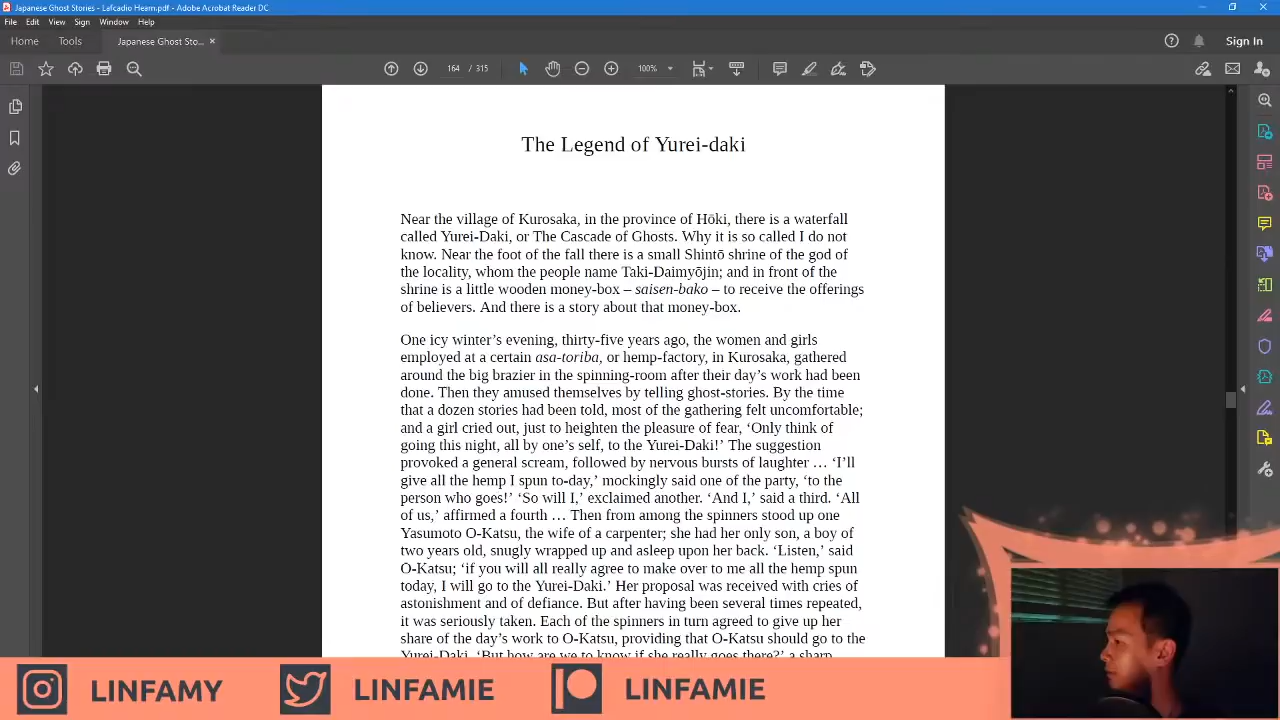 Japanese Ghost Stories - Lafcadio Hearn.pdf - Adobe Acrobat Reader DC
File Edit View Sign Window Help
Home Tools Japanese Ghost Sto... × Sign In
164 / 315 100%
The Legend of Yurei-daki
Near the village of Kurosaka, in the province of Hōki, there is a waterfall
called Yurei-Daki, or The Cascade of Ghosts. Why it is so called I do not
know. Near the foot of the fall there is a small Shintō shrine of the god of
the locality, whom the people name Taki-Daimyōjin; and in front of the
shrine is a little wooden money-box – saisen-bako – to receive the offerings
of believers. And there is a story about that money-box.
One icy winter’s evening, thirty-five years ago, the women and girls
employed at a certain asa-toriba, or hemp-factory, in Kurosaka, gathered
around the big brazier in the spinning-room after their day’s work had been
done. Then they amused themselves by telling ghost-stories. By the time
that a dozen stories had been told, most of the gathering felt uncomfortable;
and a girl cried out, just to heighten the pleasure of fear, ‘Only think of
going this night, all by one’s self, to the Yurei-Daki!’ The suggestion
provoked a general scream, followed by nervous bursts of laughter … ‘I’ll
give all the hemp I spun to-day,’ mockingly said one of the party, ‘to the
person who goes!’ ‘So will I,’ exclaimed another. ‘And I,’ said a third. ‘All
of us,’ affirmed a fourth … Then from among the spinners stood up one
Yasumoto O-Katsu, the wife of a carpenter; she had her only son, a boy of
two years old, snugly wrapped up and asleep upon her back. ‘Listen,’ said
O-Katsu; ‘if you will all really agree to make over to me all the hemp spun
today, I will go to the Yurei-Daki.’ Her proposal was received with cries of
astonishment and of defiance. But after having been several times repeated,
it was seriously taken. Each of the spinners in turn agreed to give up her
share of the day’s work to O-Katsu, providing that O-Katsu should go to the
Yurei-Daki. ‘But how are we to know if she really goes there?’ a sharp
LINFAMY LINFAMIE LINFAMIE